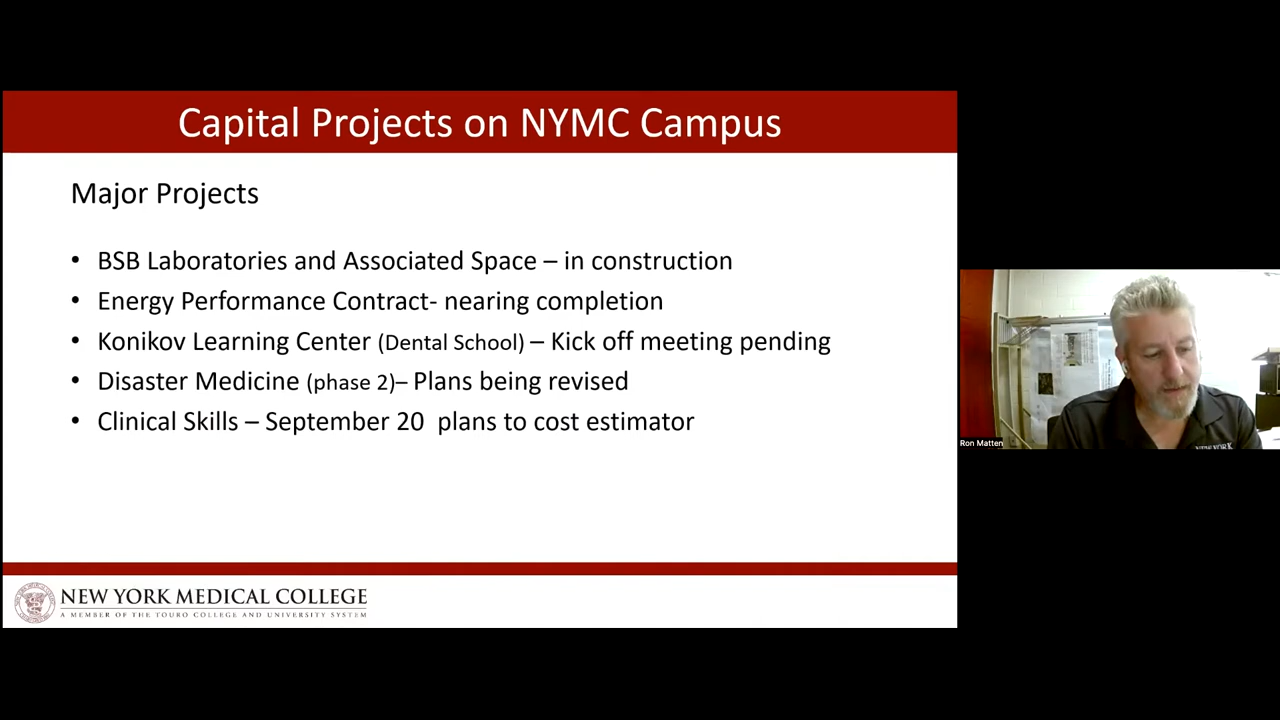 Capital Projects on NYMC Campus
Major Projects
• BSB Laboratories and Associated Space – in construction
• Energy Performance Contract- nearing completion
• Konikov Learning Center (Dental School) – Kick off meeting pending
• Disaster Medicine (phase 2)– Plans being revised
• Clinical Skills – September 20 plans to cost estimator
NEW YORK MEDICAL COLLEGE
A MEMBER OF THE TOURO COLLEGE AND UNIVERSITY SYSTEM
Ron Matten
NEW YORK